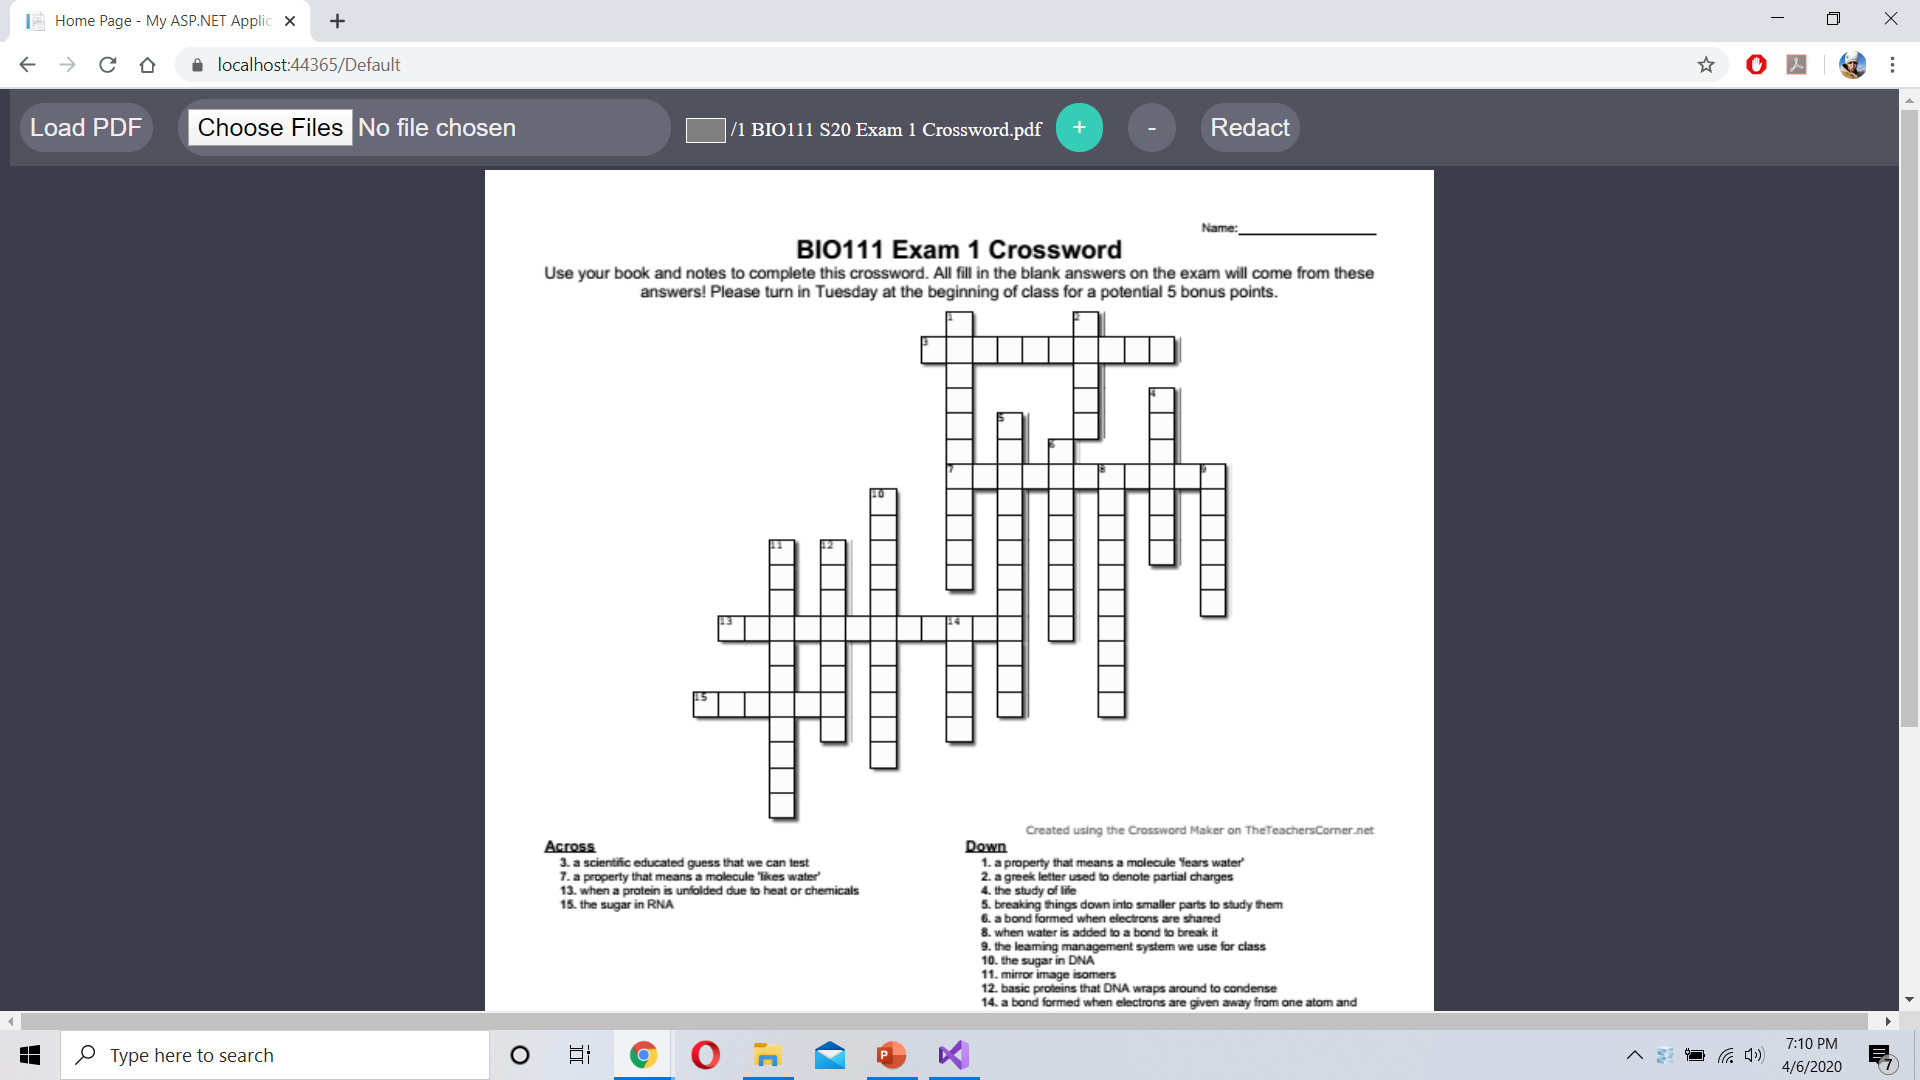 Home Page - My ASP.NET Applic
localhost:44365/Default
Load PDF
Choose Files No file chosen
/1 BIO111 S20 Exam 1 Crossword.pdf
+
-
Redact
Name:
BIO111 Exam 1 Crossword
Use your book and notes to complete this crossword. All fill in the blank answers on the exam will come from these
answers! Please turn in Tuesday at the beginning of class for a potential 5 bonus points.
1 2
3
4
5
6
7 8 9
10
11 12
13 14
15
Created using the Crossword Maker on TheTeachersCorner.net
Across
3. a scientific educated guess that we can test
7. a property that means a molecule 'likes water'
13. when a protein is unfolded due to heat or chemicals
15. the sugar in RNA
Down
1. a property that means a molecule 'fears water'
2. a greek letter used to denote partial charges
4. the study of life
5. breaking things down into smaller parts to study them
6. a bond formed when electrons are shared
8. when water is added to a bond to break it
9. the learning management system we use for class
10. the sugar in DNA
11. mirror image isomers
12. basic proteins that DNA wraps around to condense
14. a bond formed when electrons are given away from one atom and
Type here to search
P
7:10 PM
4/6/2020
7